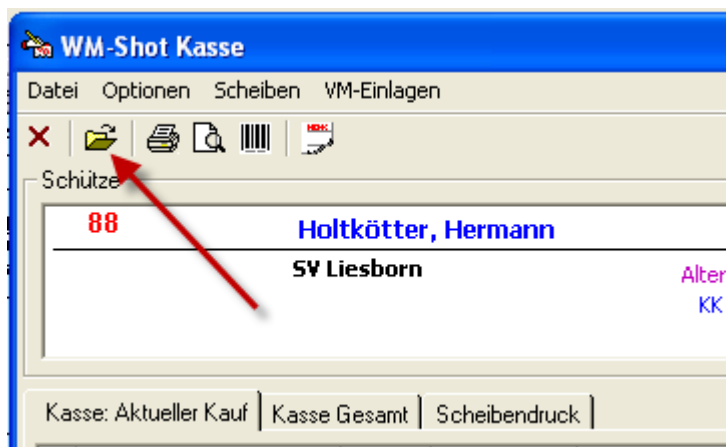 WM-Shot Kasse
Datei Optionen Scheiben VM-Einlagen
Schütze
88 Holtkötter, Hermann
SV Liesborn Alter
KK
Kasse: Aktueller Kauf Kasse Gesamt Scheibendruck